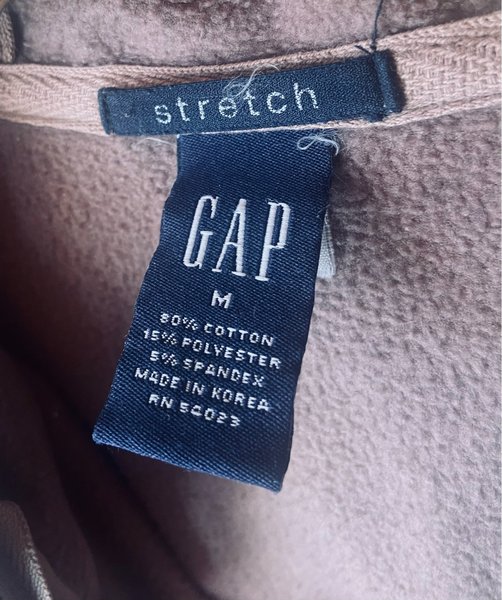 stretch
GAP
M
80% COTTON
15% POLYESTER
5% SPANDEX
MADE IN KOREA
RN 54023